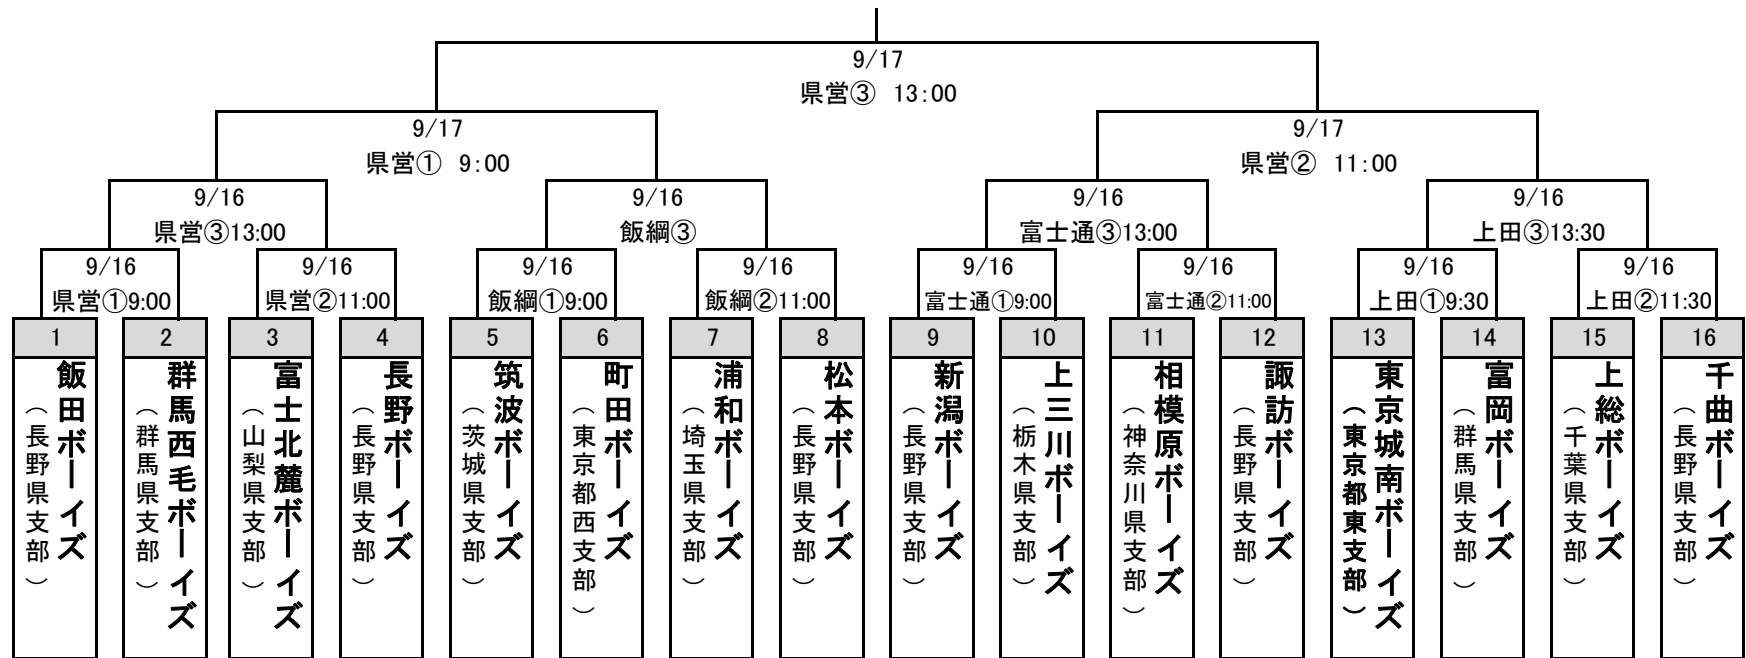 9/17
県営③ 13:00
9/17
県営① 9:00
9/17
県営② 11:00
9/16
県営③13:00
9/16
飯綱③
9/16
富士通③13:00
9/16
上田③13:30
9/16
県営①9:00
9/16
県営②11:00
9/16
飯綱①9:00
9/16
飯綱②11:00
9/16
富士通①9:00
9/16
富士通②11:00
9/16
上田①9:30
9/16
上田②11:30
1
飯田ボーイズ
（長野県支部）
2
群馬西毛ボーイズ
（群馬県支部）
3
富士北麓ボーイズ
（山梨県支部）
4
長野ボーイズ
（長野県支部）
5
筑波ボーイズ
（茨城県支部）
6
町田ボーイズ
（東京都西支部）
7
浦和ボーイズ
（埼玉県支部）
8
松本ボーイズ
（長野県支部）
9
新潟ボーイズ
（長野県支部）
10
上三川ボーイズ
（栃木県支部）
11
相模原ボーイズ
（神奈川県支部）
12
諏訪ボーイズ
（長野県支部）
13
東京城南ボーイズ
（東京都東支部）
14
富岡ボーイズ
（群馬県支部）
15
上総ボーイズ
（千葉県支部）
16
千曲ボーイズ
（長野県支部）